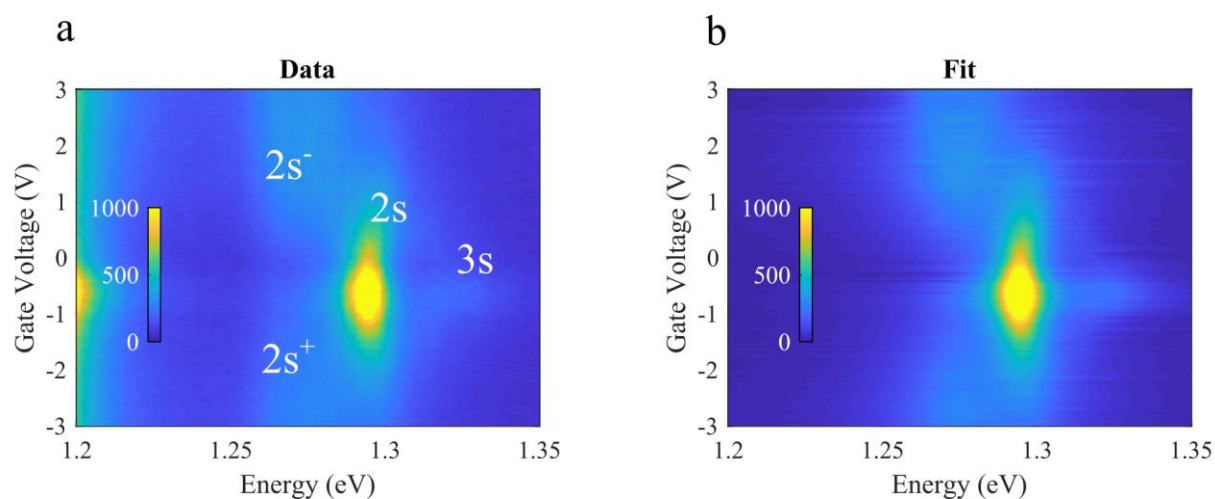 a
Data
3
2
1
0
-1
-2
-3
Gate Voltage (V)
1000
500
0
2s⁻
2s
3s
2s⁺
1.2
1.25
1.3
1.35
Energy (eV)
b
Fit
3
2
1
0
-1
-2
-3
Gate Voltage (V)
1000
500
0
1.2
1.25
1.3
1.35
Energy (eV)